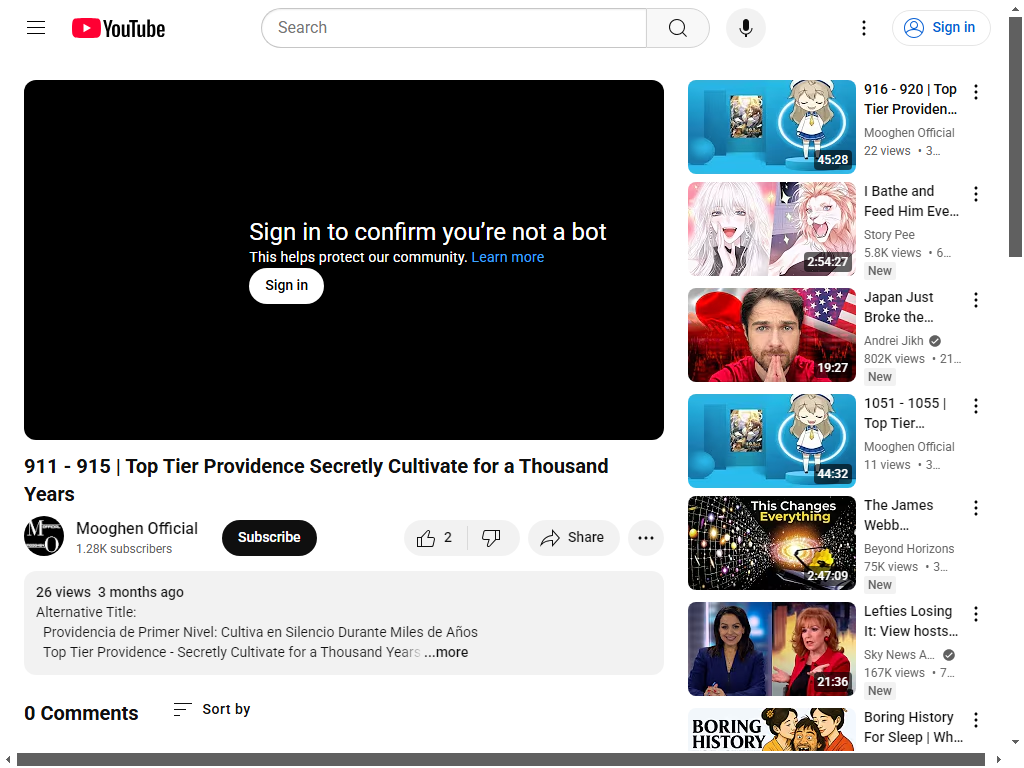 YouTube
Search
Sign in
Sign in to confirm you’re not a bot
This helps protect our community. Learn more
Sign in
911 - 915 | Top Tier Providence Secretly Cultivate for a Thousand
Years
Mooghen Official
1.28K subscribers
Subscribe
2
Share
26 views 3 months ago
Alternative Title:
Providencia de Primer Nivel: Cultiva en Silencio Durante Miles de Años
Top Tier Providence - Secretly Cultivate for a Thousand Years ...more
0 Comments
Sort by
45:28
916 - 920 | Top
Tier Providen...
Mooghen Official
22 views • 3...
2:54:27
I Bathe and
Feed Him Eve...
Story Pee
5.8K views • 6...
New
19:27
Japan Just
Broke the...
Andrei Jikh
802K views • 21...
New
44:32
1051 - 1055 |
Top Tier...
Mooghen Official
11 views • 3...
This Changes
Everything
2:47:09
The James
Webb...
Beyond Horizons
75K views • 3...
New
21:36
Lefties Losing
It: View hosts...
Sky News A...
167K views • 7...
New
BORING
HISTORY
Boring History
For Sleep | Wh...